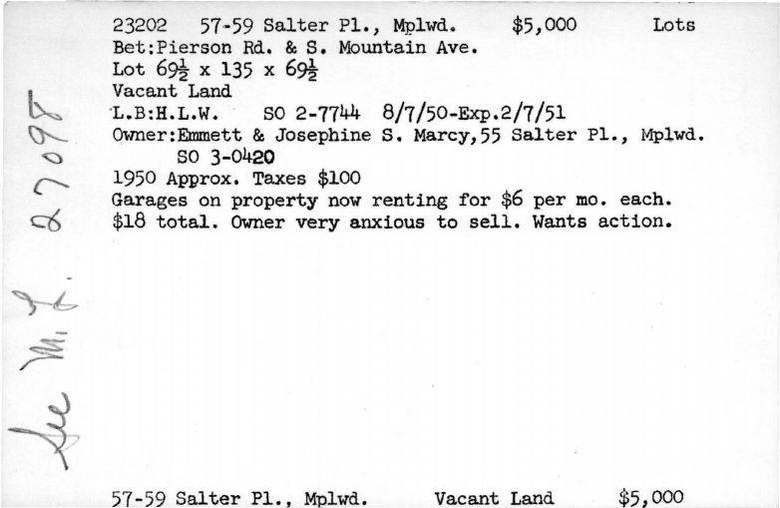 23202 57-59 Salter Pl., Mplwd. $5,000 Lots
Bet:Pierson Rd. & S. Mountain Ave.
Lot 69½ x 135 x 69½
Vacant Land
L.B:H.L.W. SO 2-7744 8/7/50-Exp.2/7/51
Owner:Emmett & Josephine S. Marcy,55 Salter Pl., Mplwd.
SO 3-0420
1950 Approx. Taxes $100
Garages on property now renting for $6 per mo. each.
$18 total. Owner very anxious to sell. Wants action.
See M. L. 27098
57-59 Salter Pl., Mplwd. Vacant Land $5,000